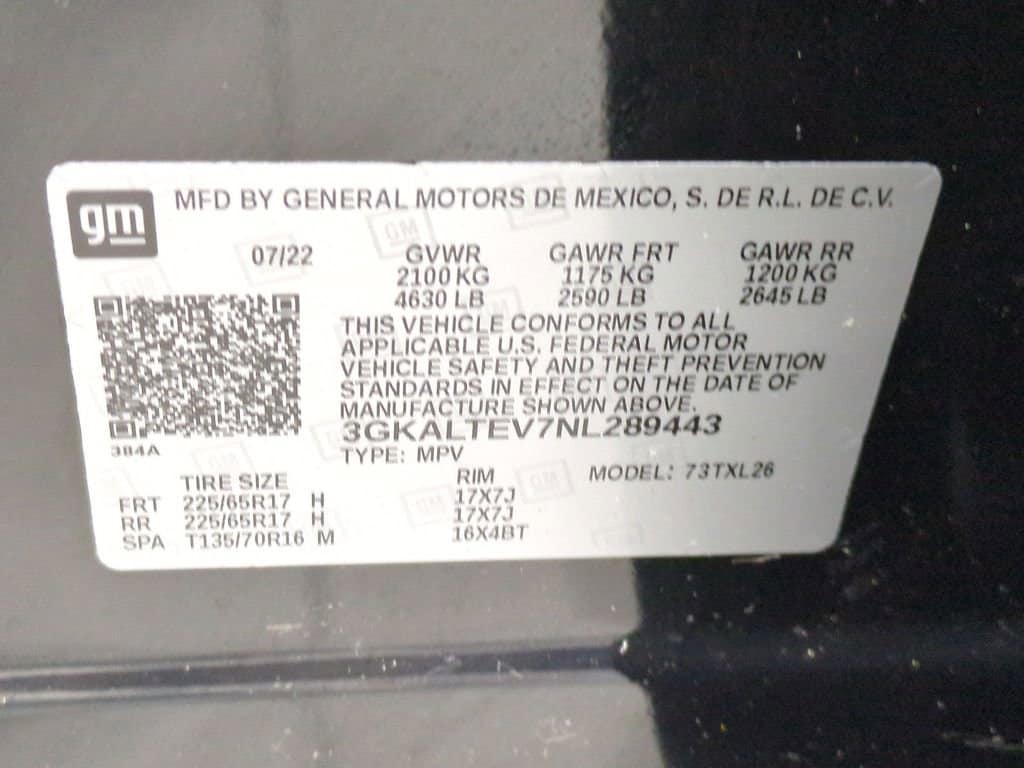 gm
MFD BY GENERAL MOTORS DE MEXICO, S. DE R.L. DE C.V.
07/22 GVWR GAWR FRT GAWR RR
2100 KG 1175 KG 1200 KG
4630 LB 2590 LB 2645 LB
THIS VEHICLE CONFORMS TO ALL
APPLICABLE U.S. FEDERAL MOTOR
VEHICLE SAFETY AND THEFT PREVENTION
STANDARDS IN EFFECT ON THE DATE OF
MANUFACTURE SHOWN ABOVE.
3GKALTEV7NL289443
384A
TYPE: MPV
TIRE SIZE RIM MODEL: 73TXL26
FRT 225/65R17 H 17X7J
RR 225/65R17 H 17X7J
SPA T135/70R16 M 16X4BT